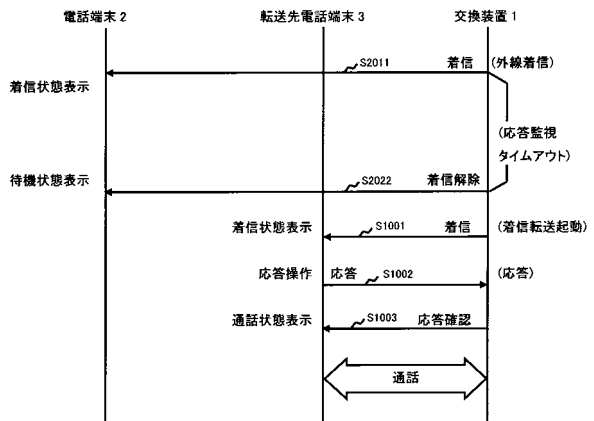 電話端末2 転送先電話端末3 交換装置1
S2011 着信 (外線着信)
着信状態表示
(応答監視
タイムアウト)
待機状態表示 S2022 着信解除
着信状態表示 S1001 着信 (着信転送起動)
応答操作 応答 S1002 (応答)
通話状態表示 S1003 応答確認
通話